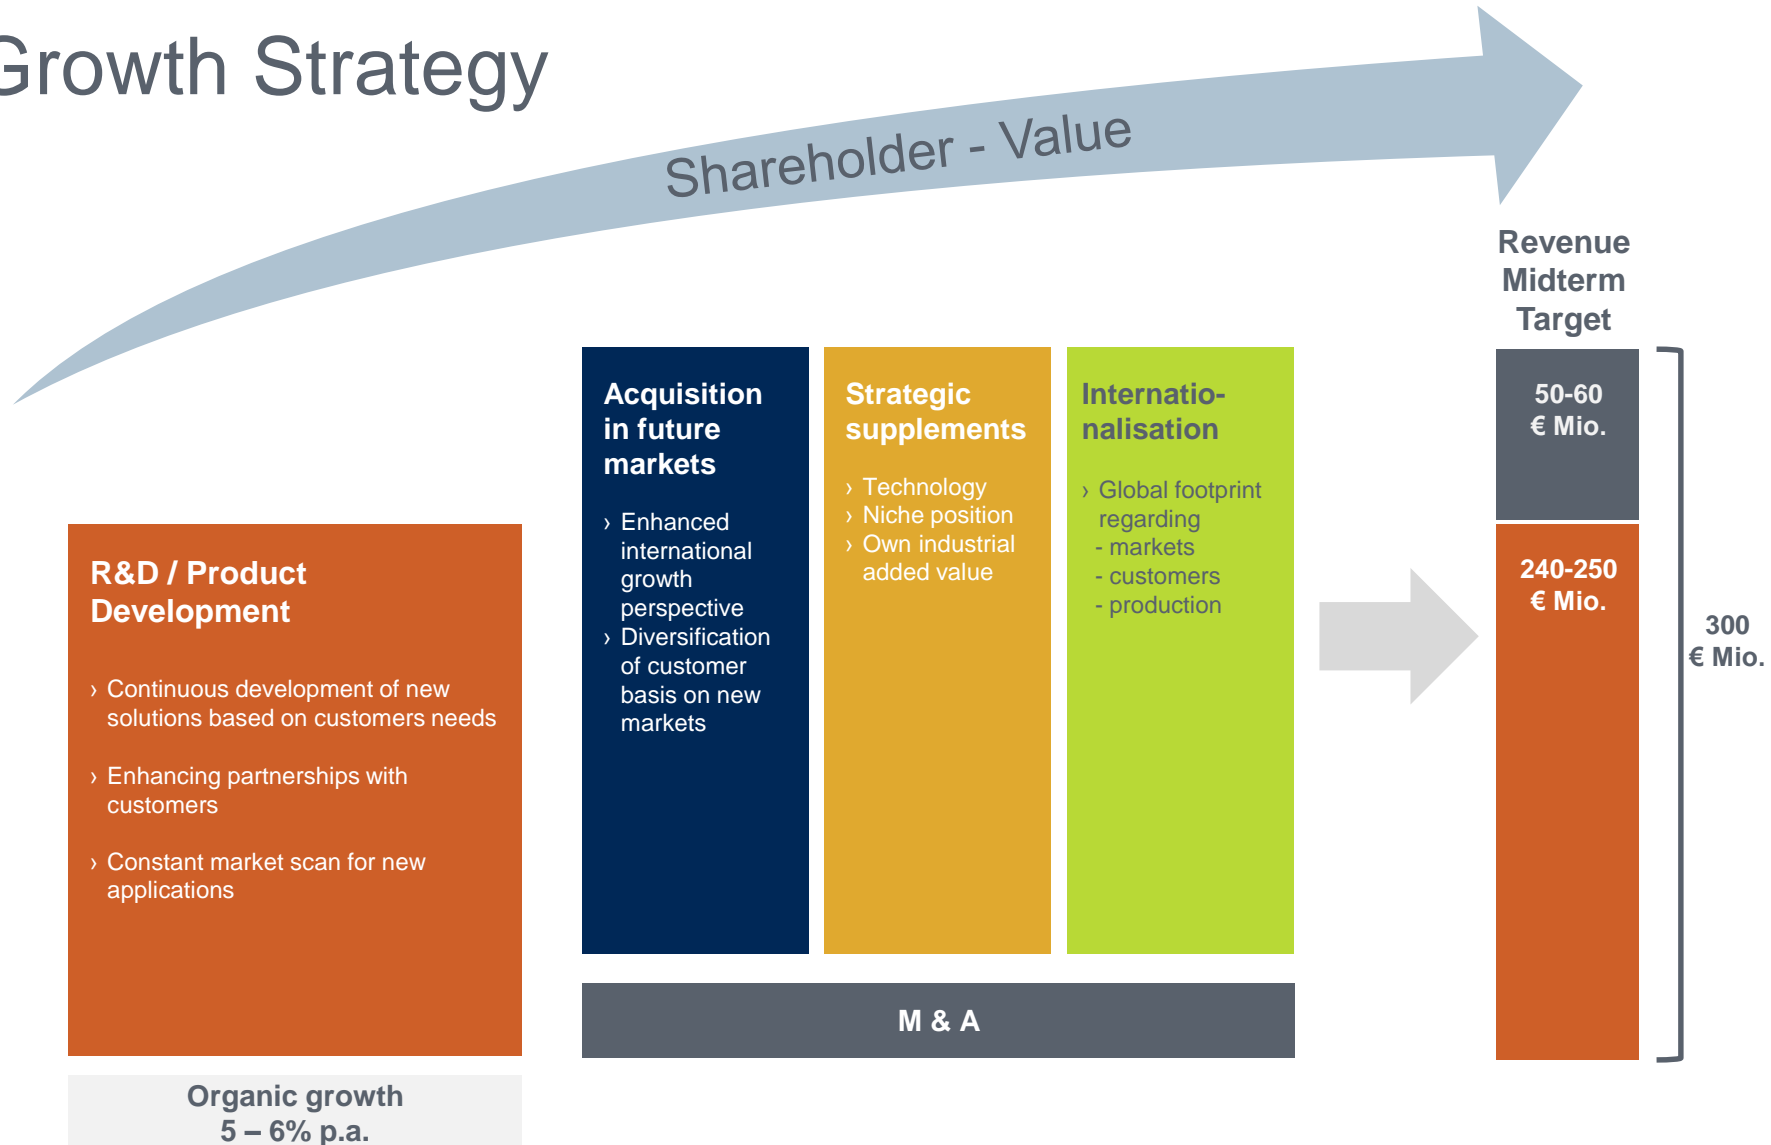 Growth Strategy
Shareholder - Value
Revenue
Midterm
Target
R&D / Product
Development
› Continuous development of new
solutions based on customers needs
› Enhancing partnerships with
customers
› Constant market scan for new
applications
Organic growth
5 – 6% p.a.
Acquisition
in future
markets
› Enhanced
international
growth
perspective
› Diversification
of customer
basis on new
markets
Strategic
supplements
› Technology
› Niche position
› Own industrial
added value
Internatio-
nalisation
› Global footprint
regarding
- markets
- customers
- production
M & A
50-60
€ Mio.
240-250
€ Mio.
300
€ Mio.